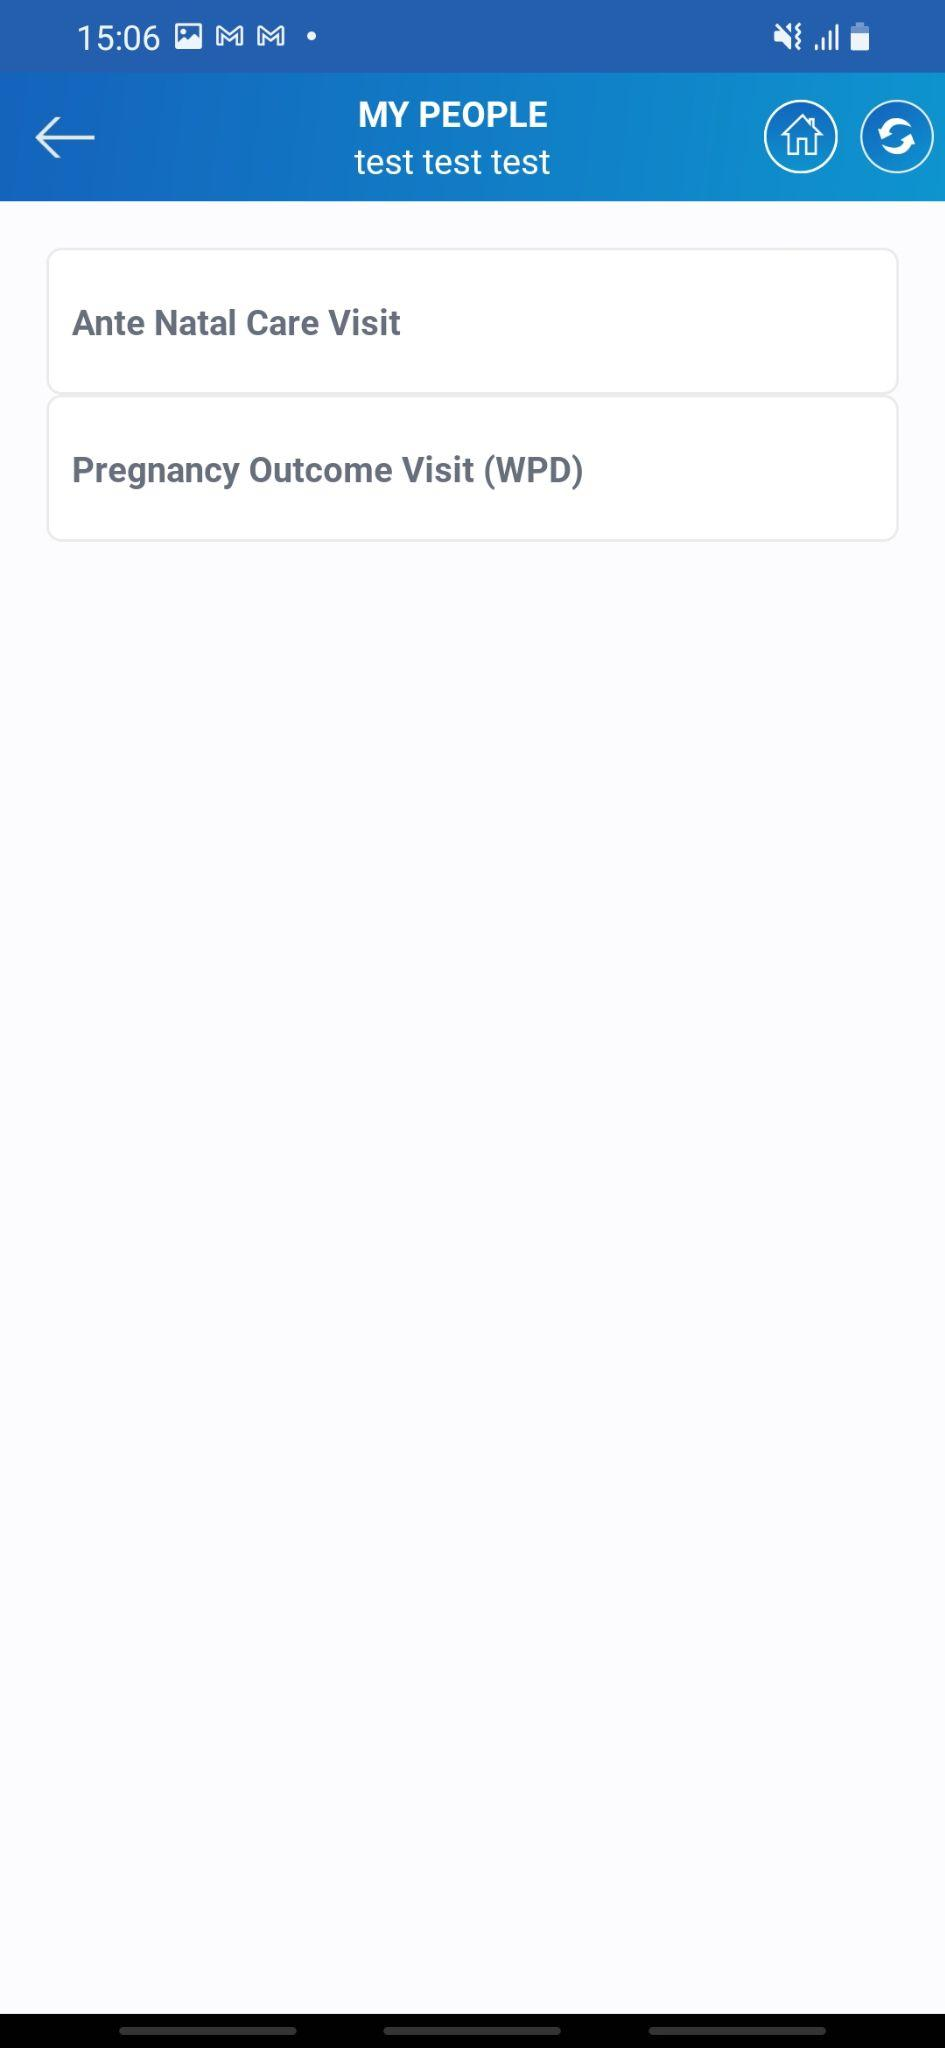 15:06
MY PEOPLE
test test test
Ante Natal Care Visit
Pregnancy Outcome Visit (WPD)